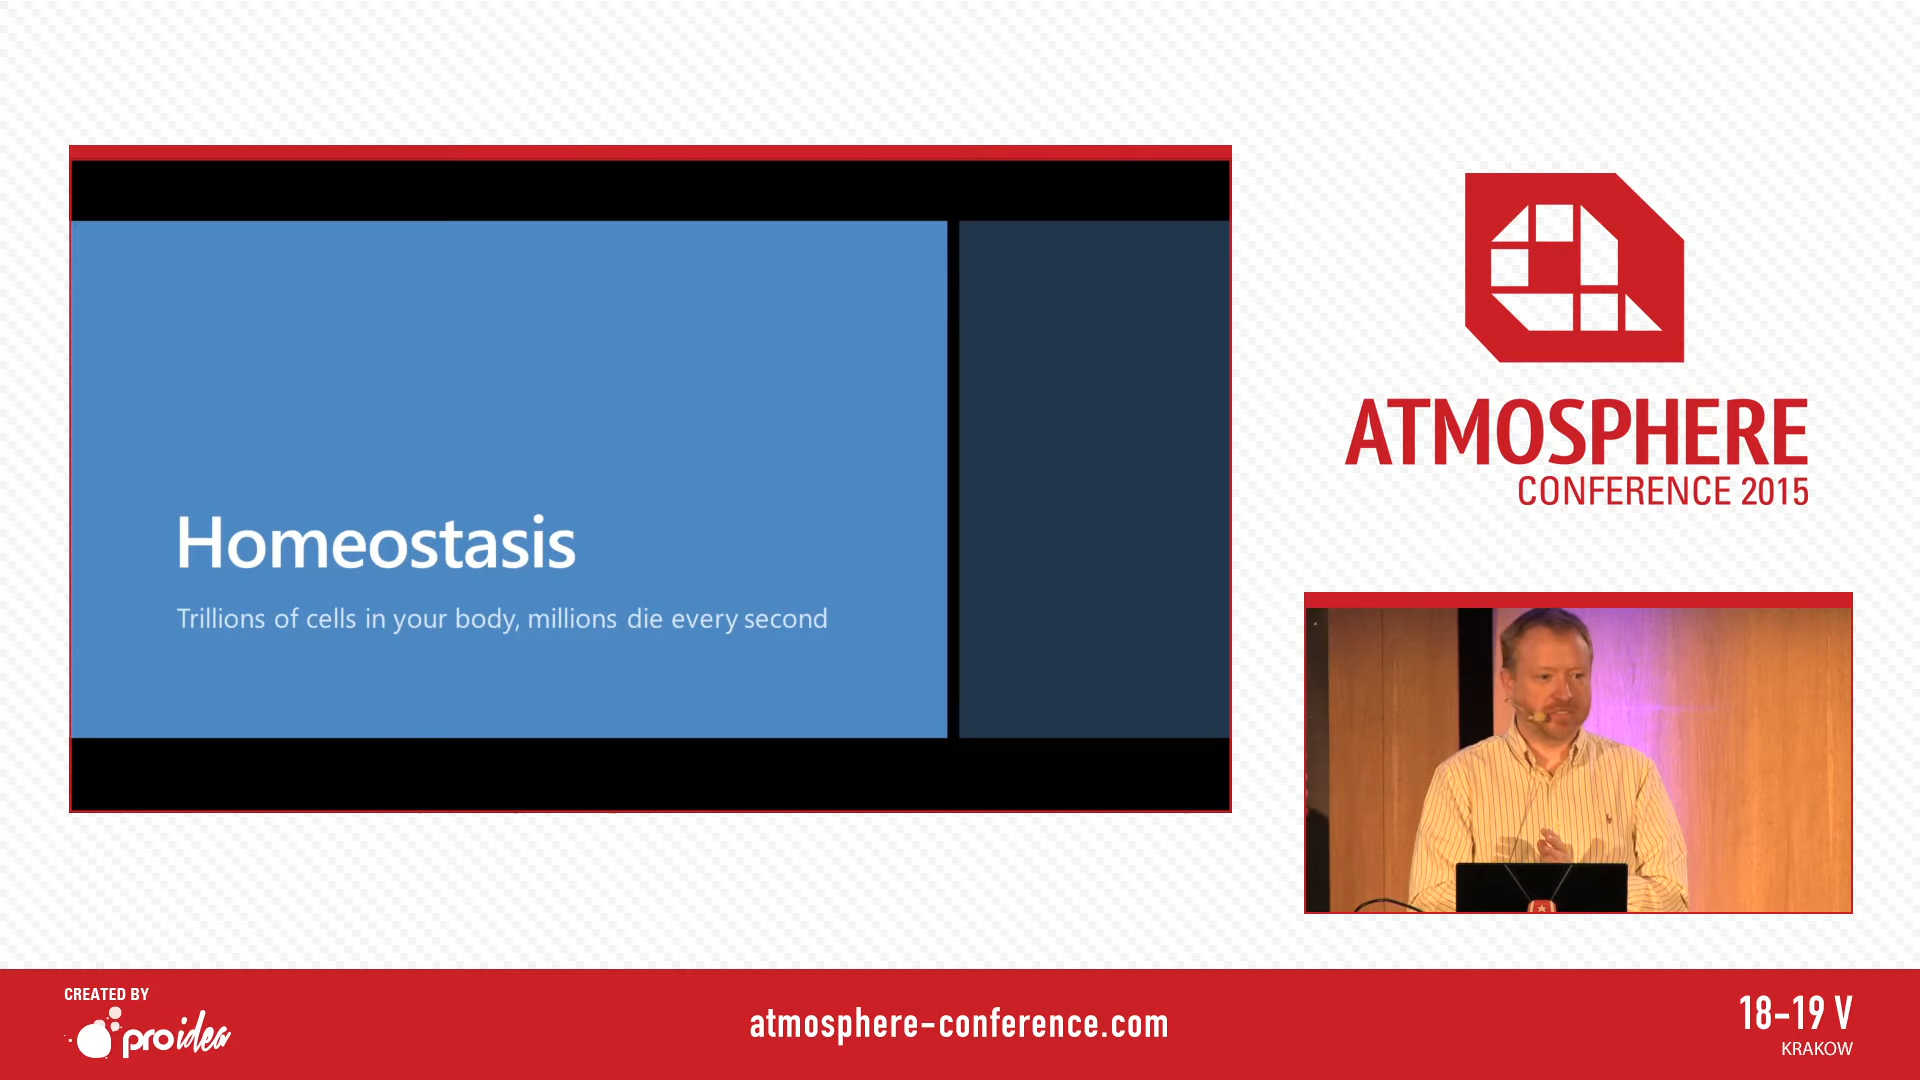 Homeostasis
Trillions of cells in your body, millions die every second
ATMOSPHERE
CONFERENCE 2015
CREATED BY
proidea
atmosphere-conference.com
18-19 V
KRAKOW